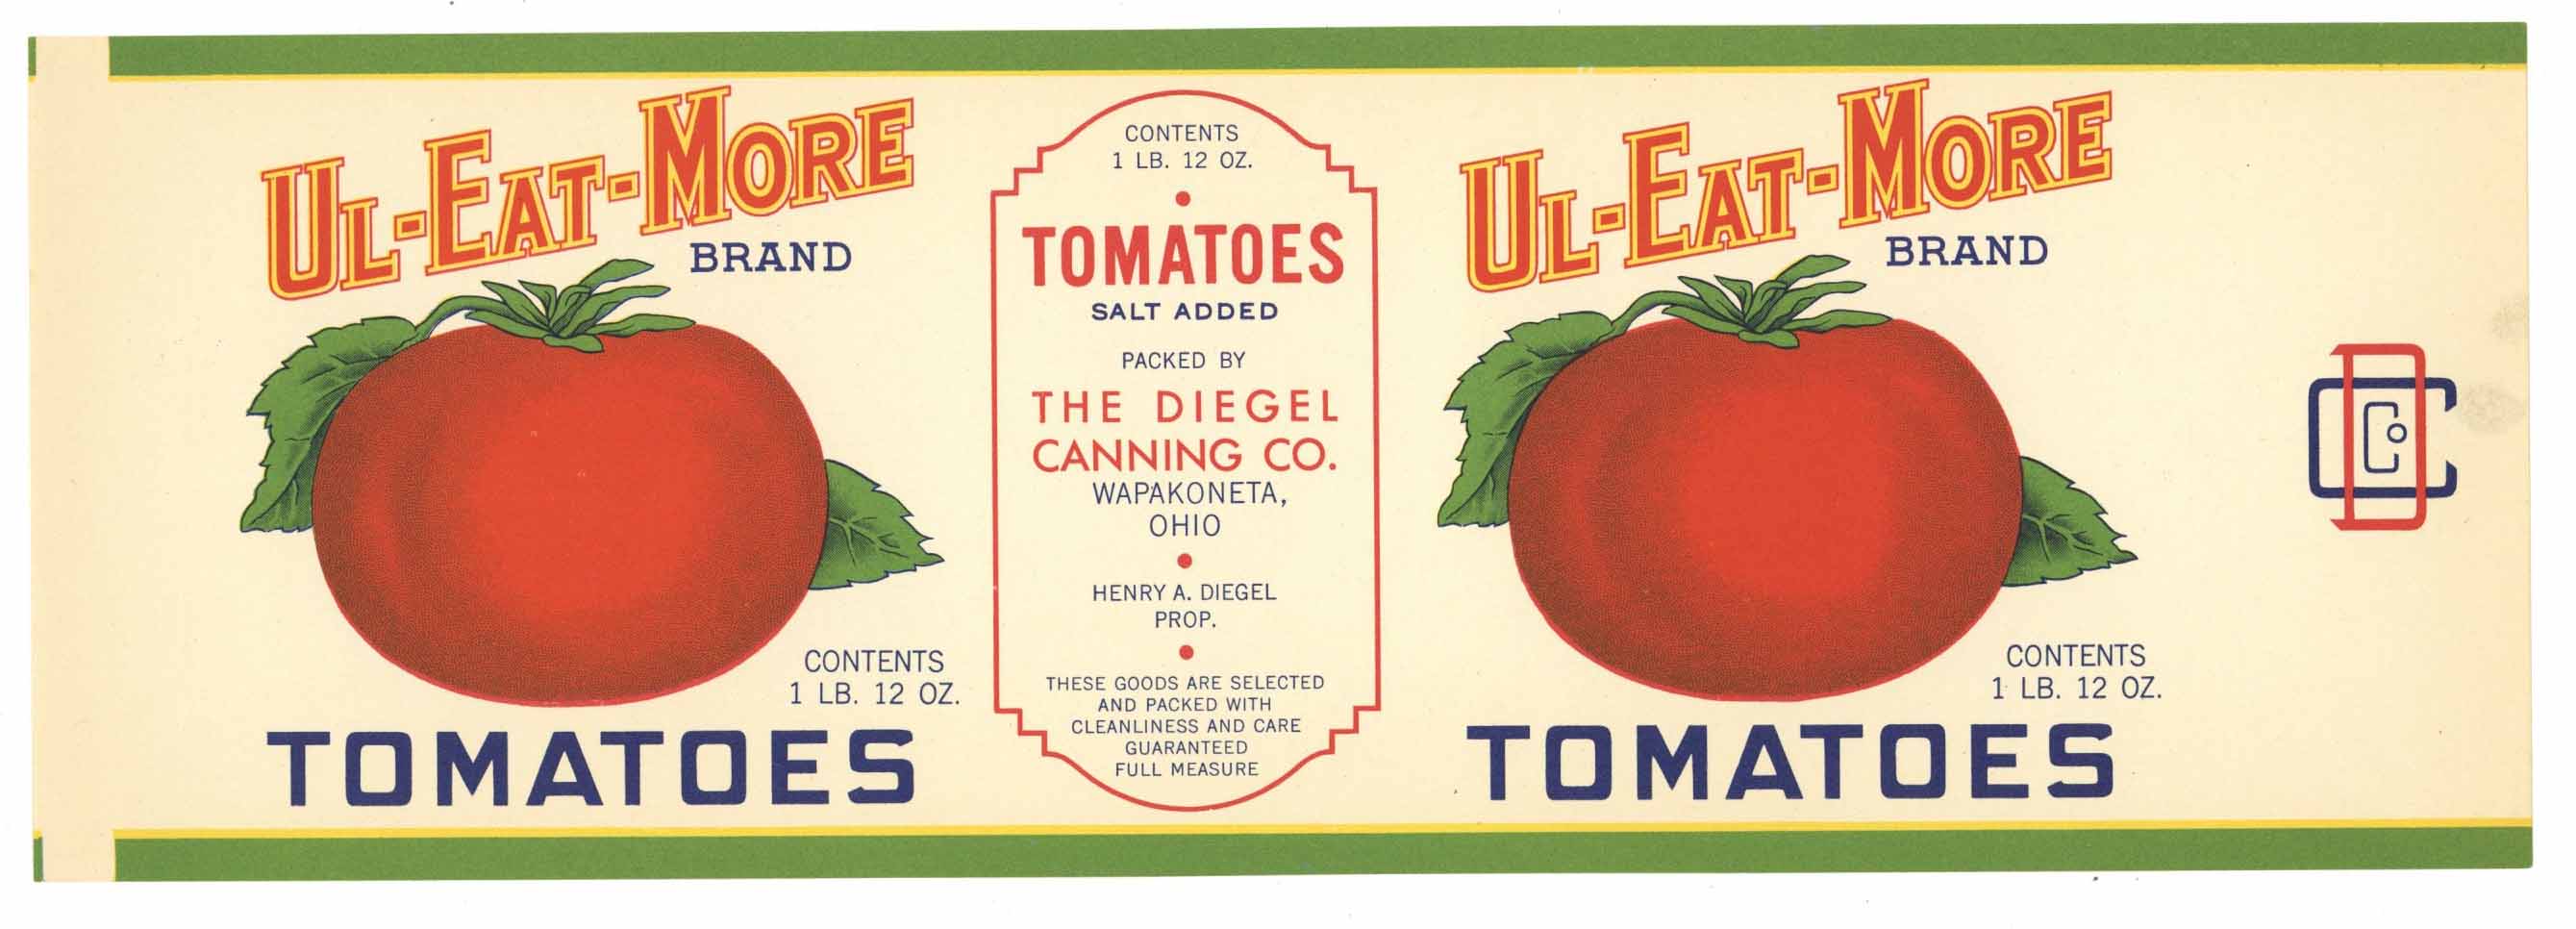 UL-EAT-MORE
BRAND
CONTENTS
1 LB. 12 OZ.
TOMATOES
CONTENTS
1 LB. 12 OZ.
TOMATOES
SALT ADDED
PACKED BY
THE DIEGEL
CANNING CO.
WAPAKONETA,
OHIO
HENRY A. DIEGEL
PROP.
THESE GOODS ARE SELECTED
AND PACKED WITH
CLEANLINESS AND CARE
GUARANTEED
FULL MEASURE
UL-EAT-MORE
BRAND
CONTENTS
1 LB. 12 OZ.
TOMATOES
DCCo